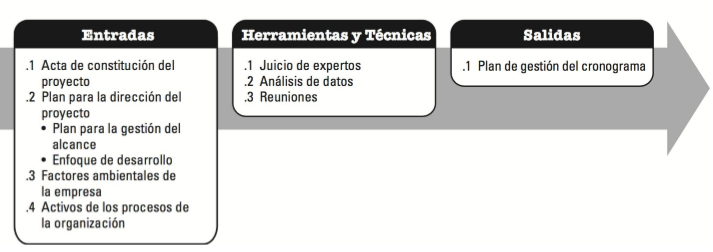 Entradas
.1 Acta de constitución del
proyecto
.2 Plan para la dirección del
proyecto
• Plan para la gestión del
alcance
• Enfoque de desarrollo
.3 Factores ambientales de
la empresa
.4 Activos de los procesos de
la organización
Herramientas y Técnicas
.1 Juicio de expertos
.2 Análisis de datos
.3 Reuniones
Salidas
.1 Plan de gestión del cronograma